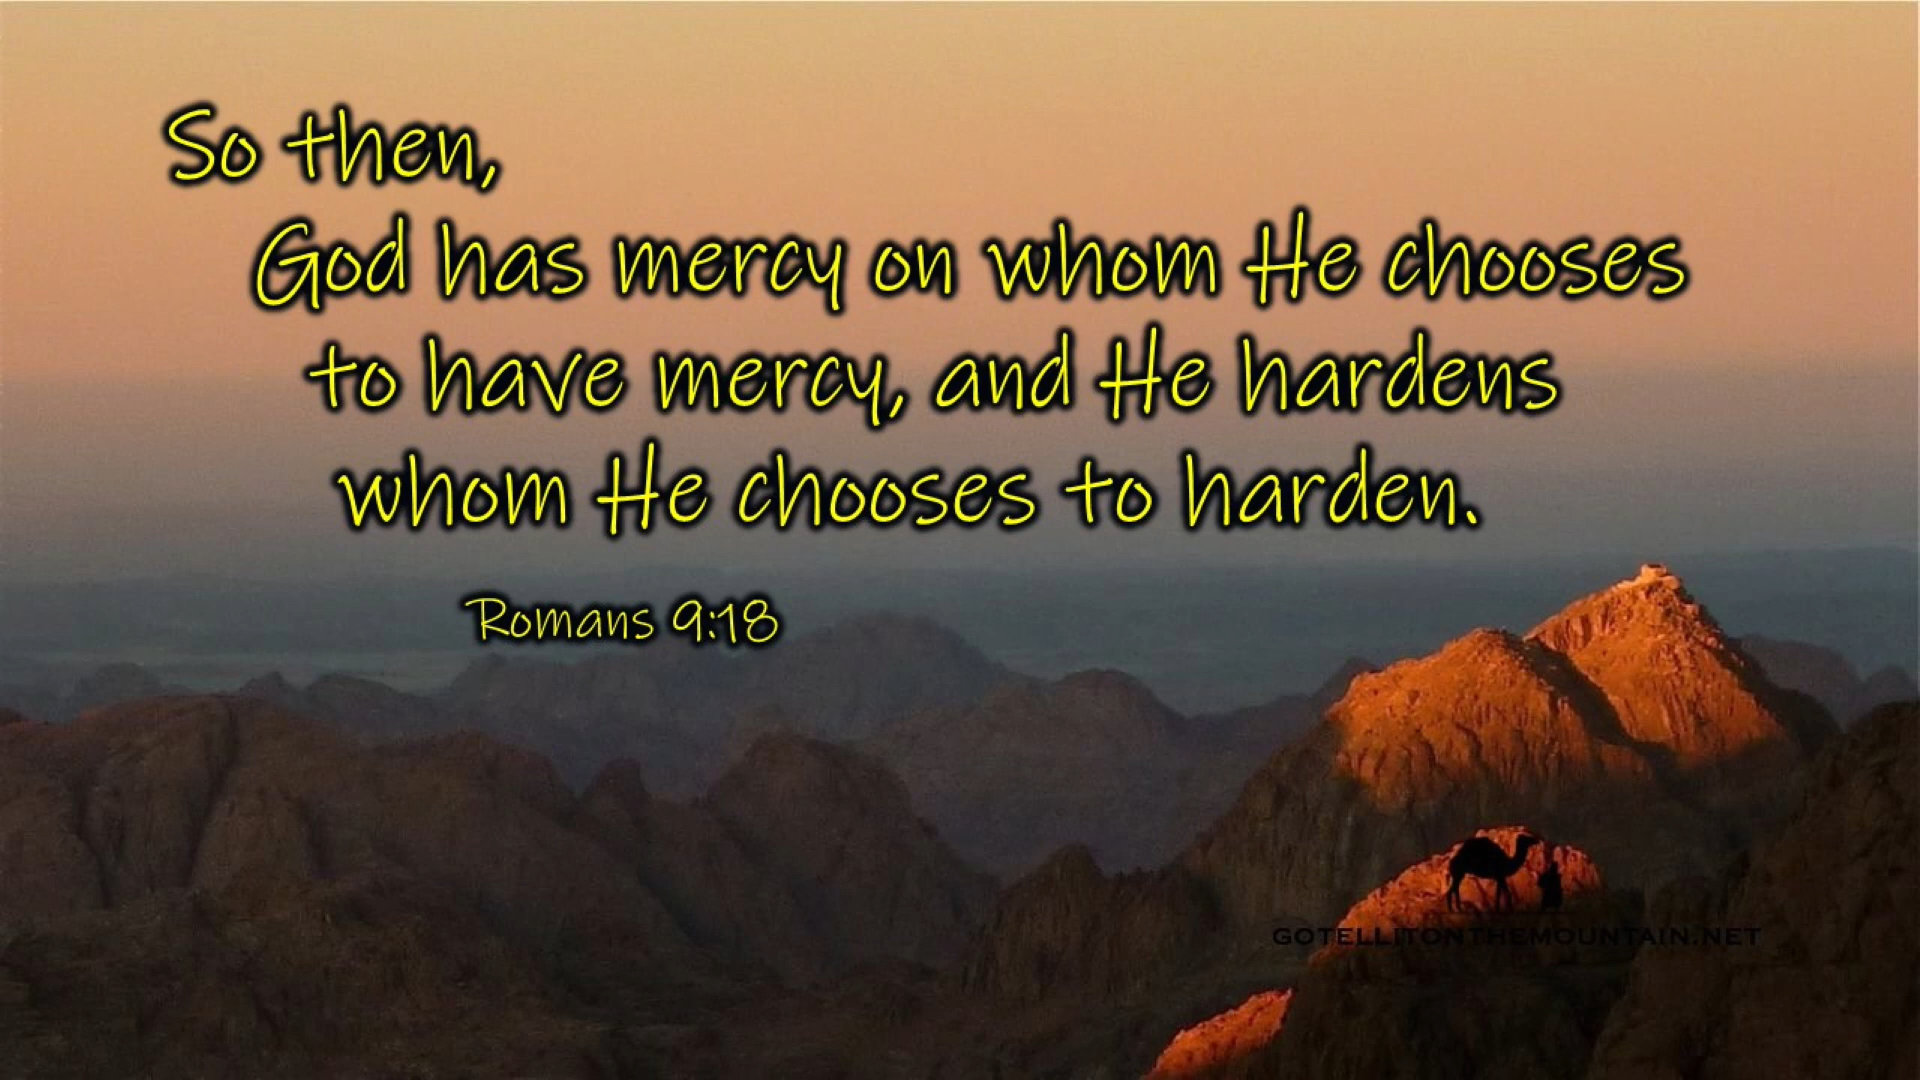 So then,
God has mercy on whom He chooses
to have mercy, and He hardens
whom He chooses to harden.
Romans 9:18
GOTELLITONTHEMOUNTAIN.NET